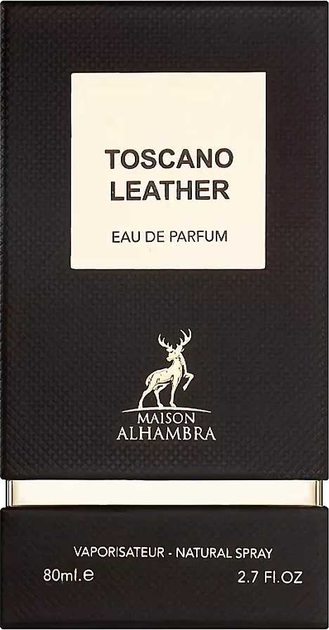 TOSCANO
LEATHER
EAU DE PARFUM
MAISON
ALHAMBRA
VAPORISATEUR - NATURAL SPRAY
80ml.e 2.7 Fl.OZ